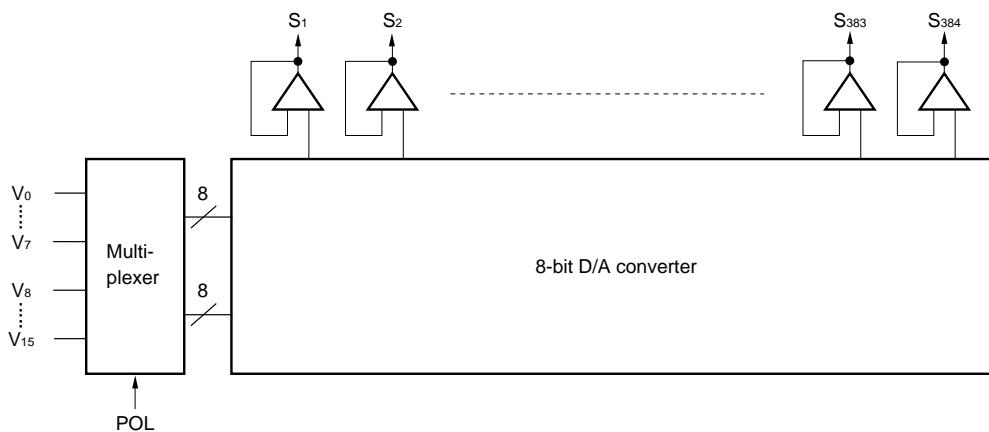 S1 S2 S383 S384
V0
V7
V8
V15
Multi-
plexer
8
8
8-bit D/A converter
POL